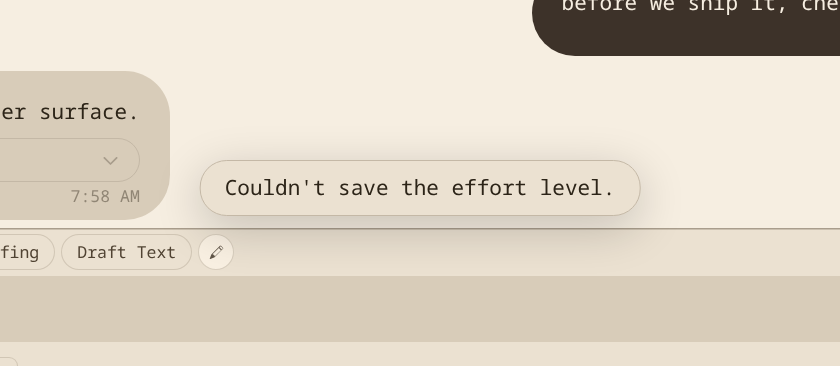 before we ship it, che
er surface.
7:58 AM
Couldn't save the effort level.
fing
Draft Text